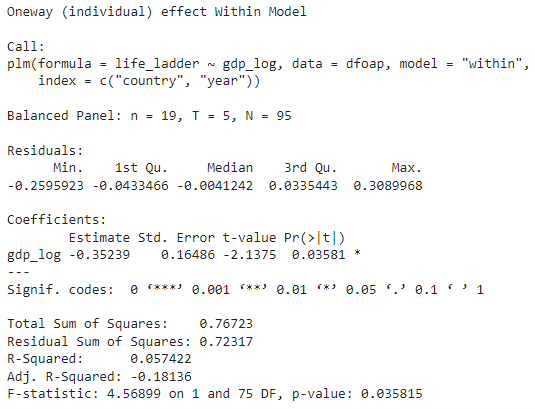 Oneway (individual) effect Within Model
Call:
plm(formula = life_ladder ~ gdp_log, data = dfoap, model = "within",
    index = c("country", "year"))
Balanced Panel: n = 19, T = 5, N = 95
Residuals:
      Min.    1st Qu.     Median    3rd Qu.       Max.
-0.2595923 -0.0433466 -0.0041242  0.0335443  0.3089968
Coefficients:
        Estimate Std. Error t-value Pr(>|t|)
gdp_log -0.35239    0.16486 -2.1375  0.03581 *
---
Signif. codes:  0 ‘***’ 0.001 ‘**’ 0.01 ‘*’ 0.05 ‘.’ 0.1 ‘ ’ 1
Total Sum of Squares:    0.76723
Residual Sum of Squares: 0.72317
R-Squared:      0.057422
Adj. R-Squared: -0.18136
F-statistic: 4.56899 on 1 and 75 DF, p-value: 0.035815